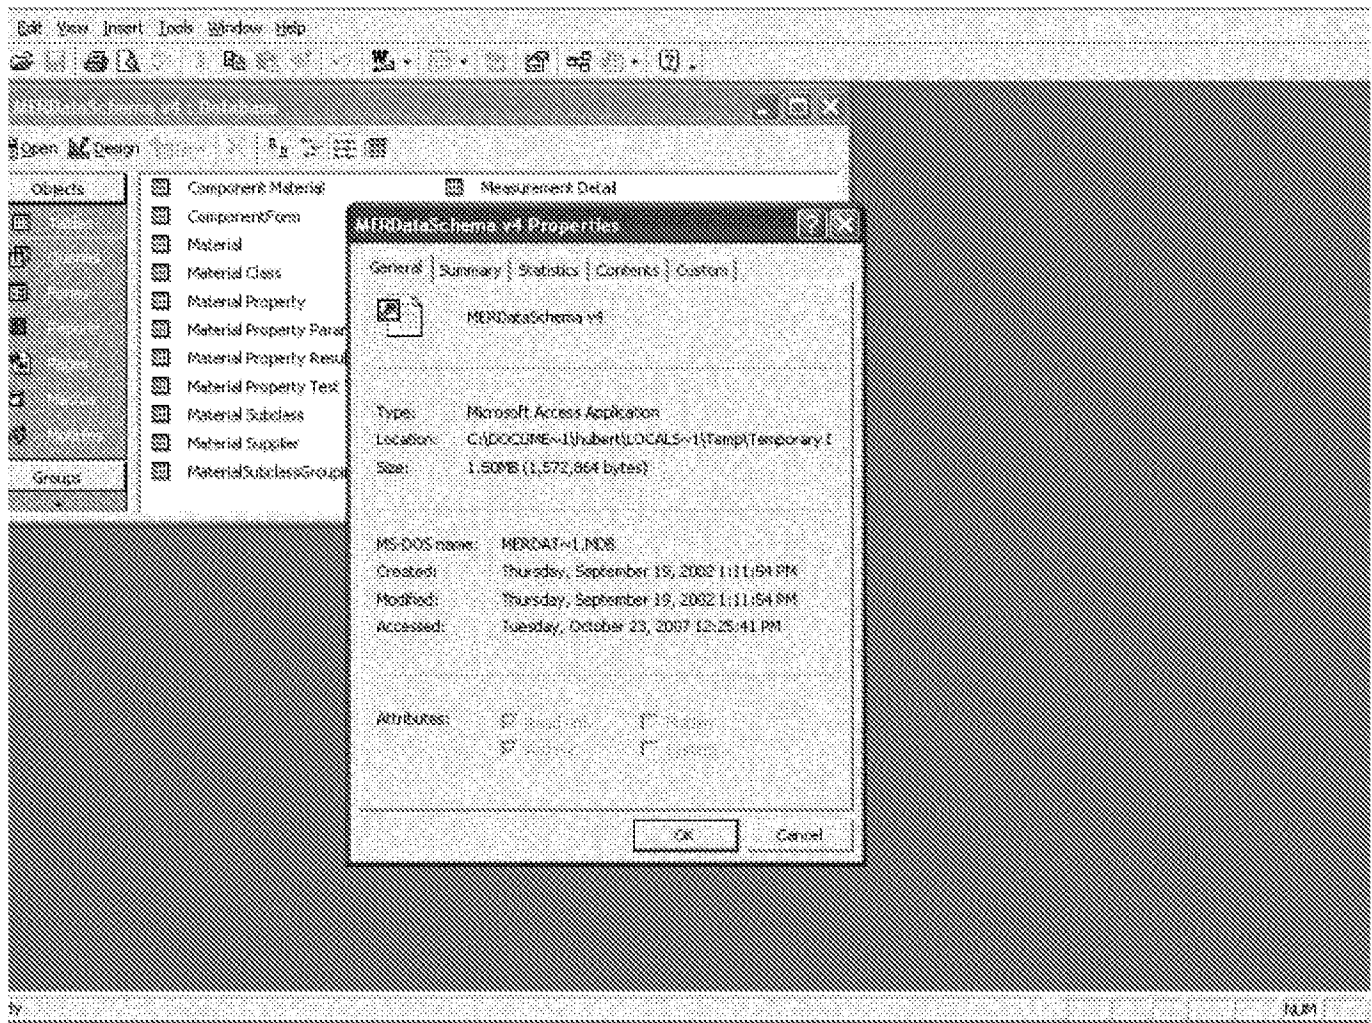 Edit View Insert Tools Window Help
Open Design
Objects
Groups
Component Material
ComponentForm
Material
Material Class
Material Property
Material Property Param
Material Property Resul
Material Property Test
Material Subclass
Material Supplier
MaterialSubclassGroupi
Measurement Detail
MERDataSchema v4 Properties
General Summary Statistics Contents Custom
MERDataSchema v4
Type: Microsoft Access Application
Location: C:\DOCUME~1\hubert\LOCALS~1\Temp\Temporary
Size: 1.50MB (1,572,864 bytes)
MS-DOS name: MERDAT~1.MDB
Created: Thursday, September 19, 2002 1:11:54 PM
Modified: Thursday, September 19, 2002 1:11:54 PM
Accessed: Tuesday, October 23, 2007 12:25:41 PM
Attributes:
OK Cancel
NUM